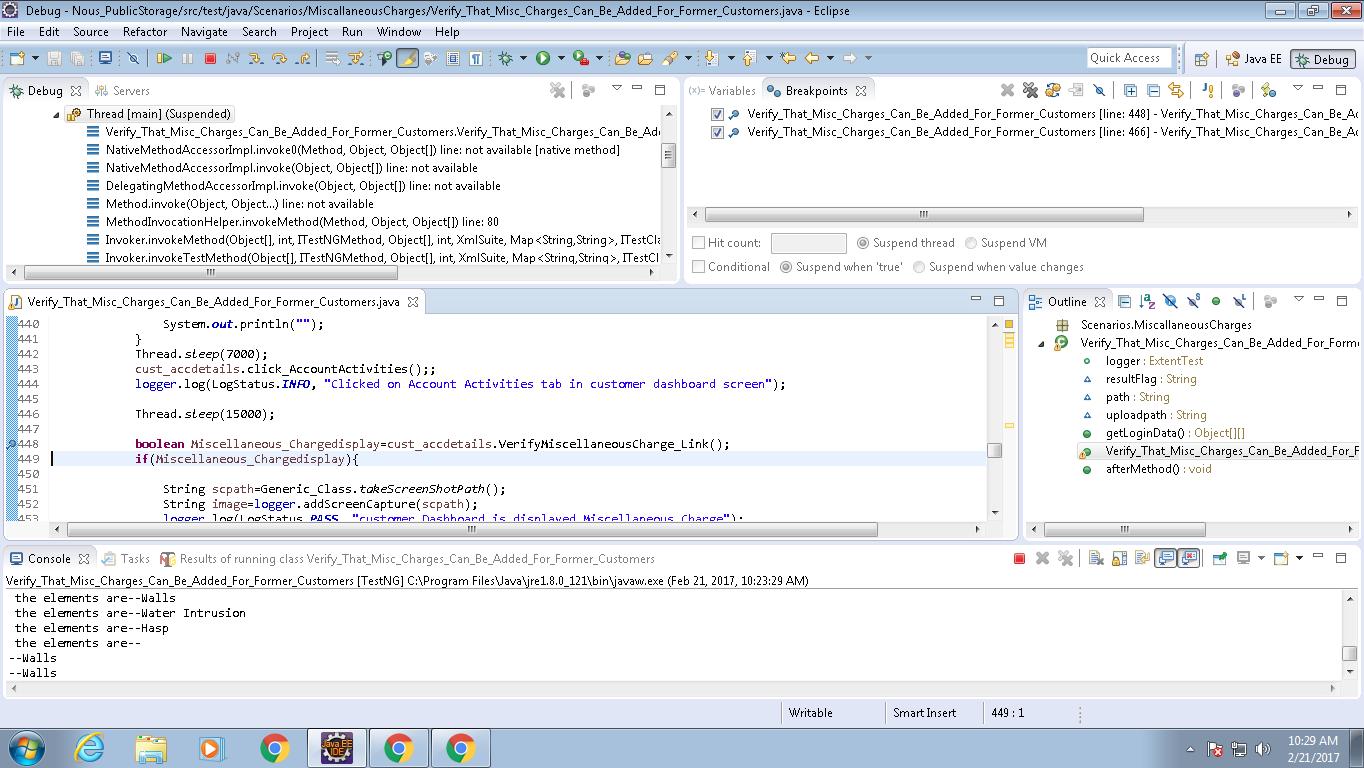 Debug - Nous_PublicStorage/src/test/java/Scenarios/MiscallaneousCharges/Verify_That_Misc_Charges_Can_Be_Added_For_Former_Customers.java - Eclipse
File Edit Source Refactor Navigate Search Project Run Window Help
Quick Access Java EE Debug
Debug Servers
Thread [main] (Suspended)
Verify_That_Misc_Charges_Can_Be_Added_For_Former_Customers.Verify_That_Misc_Charges_Can_Be_Ad
NativeMethodAccessorImpl.invoke0(Method, Object, Object[]) line: not available [native method]
NativeMethodAccessorImpl.invoke(Object, Object[]) line: not available
DelegatingMethodAccessorImpl.invoke(Object, Object[]) line: not available
Method.invoke(Object, Object...) line: not available
MethodInvocationHelper.invokeMethod(Method, Object, Object[]) line: 80
Invoker.invokeMethod(Object[], int, ITestNGMethod, Object[], int, XmlSuite, Map<String,String>, ITestCla
Invoker.invokeTestMethod(Object[], ITestNGMethod, Object[], int, XmlSuite, Map<String,String>, ITestCl
(x)= Variables Breakpoints
Verify_That_Misc_Charges_Can_Be_Added_For_Former_Customers [line: 448] - Verify_That_Misc_Charges_Can_Be_Ac
Verify_That_Misc_Charges_Can_Be_Added_For_Former_Customers [line: 466] - Verify_That_Misc_Charges_Can_Be_Ac
Hit count: Suspend thread Suspend VM
Conditional Suspend when 'true' Suspend when value changes
Verify_That_Misc_Charges_Can_Be_Added_For_Former_Customers.java
440 System.out.println("");
441 }
442 Thread.sleep(7000);
443 cust_accdetails.click_AccountActivities();;
444 logger.log(LogStatus.INFO, "Clicked on Account Activities tab in customer dashboard screen");
445
446 Thread.sleep(15000);
447
448 boolean Miscellaneous_Chargedisplay=cust_accdetails.VerifyMiscellaneousCharge_Link();
449 if(Miscellaneous_Chargedisplay){
450
451 String scpath=Generic_Class.takeScreenShotPath();
452 String image=logger.addScreenCapture(scpath);
453 logger.log(LogStatus.PASS, "customer Dashboard is displayed Miscellaneous Charge");
Outline
Scenarios.MiscallaneousCharges
Verify_That_Misc_Charges_Can_Be_Added_For_Form
logger : ExtentTest
resultFlag : String
path : String
uploadpath : String
getLoginData() : Object[][]
Verify_That_Misc_Charges_Can_Be_Added_For_F
afterMethod() : void
Console Tasks Results of running class Verify_That_Misc_Charges_Can_Be_Added_For_Former_Customers
Verify_That_Misc_Charges_Can_Be_Added_For_Former_Customers [TestNG] C:\Program Files\Java\jre1.8.0_121\bin\javaw.exe (Feb 21, 2017, 10:23:29 AM)
the elements are--Walls
the elements are--Water Intrusion
the elements are--Hasp
the elements are--
--Walls
--Walls
Writable Smart Insert 449 : 1
Java EE IDE
10:29 AM
2/21/2017